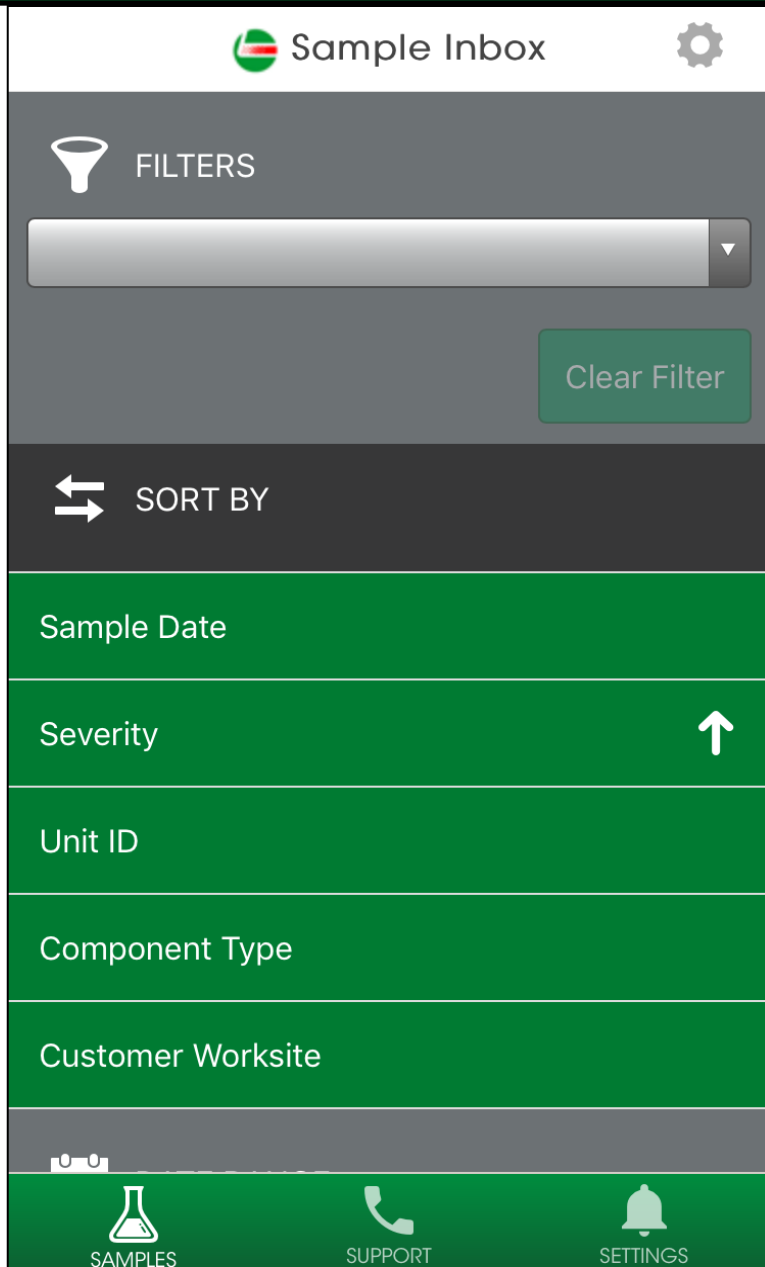 Sample Inbox
FILTERS
Clear Filter
SORT BY
Sample Date
Severity
Unit ID
Component Type
Customer Worksite
SAMPLES
SUPPORT
SETTINGS